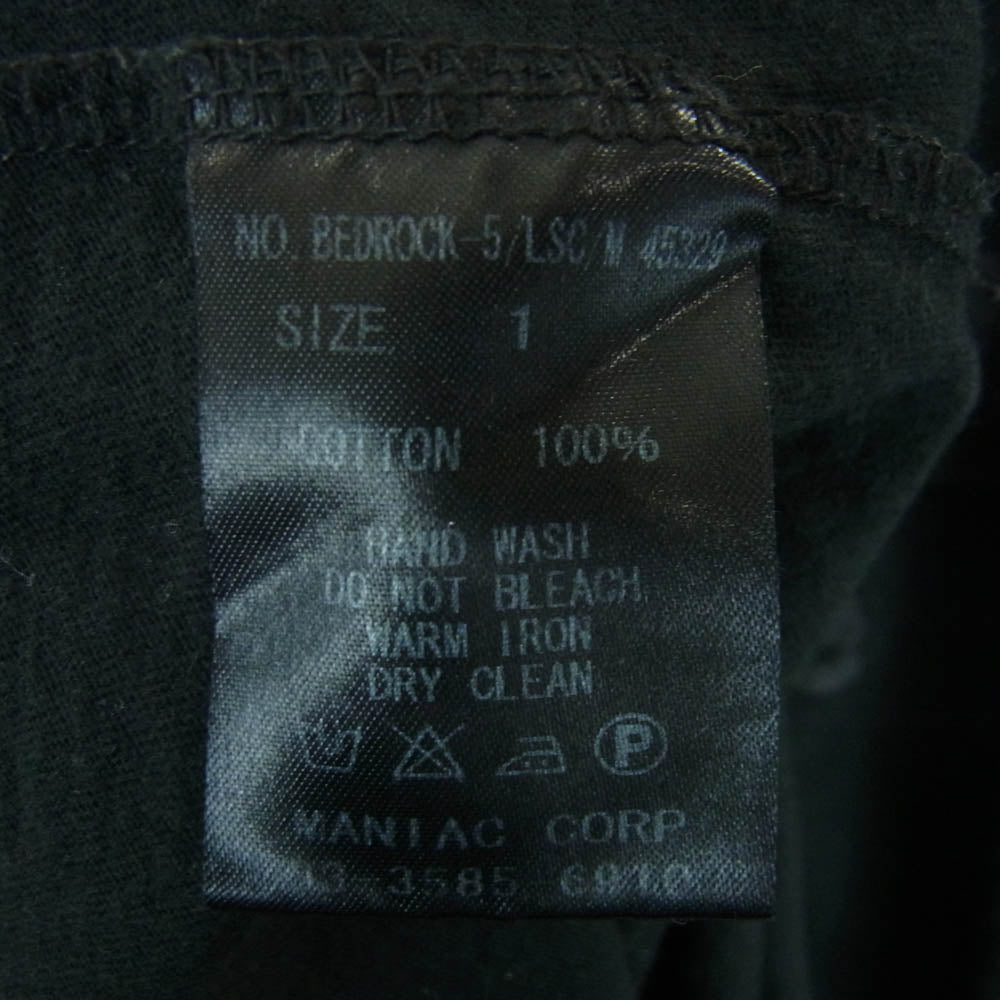 NO. BEDROCK-5/LSC/M 45329
SIZE 1
COTTON 100%
HAND WASH
DO NOT BLEACH
WARM IRON
DRY CLEAN
P
MANIAC CORP